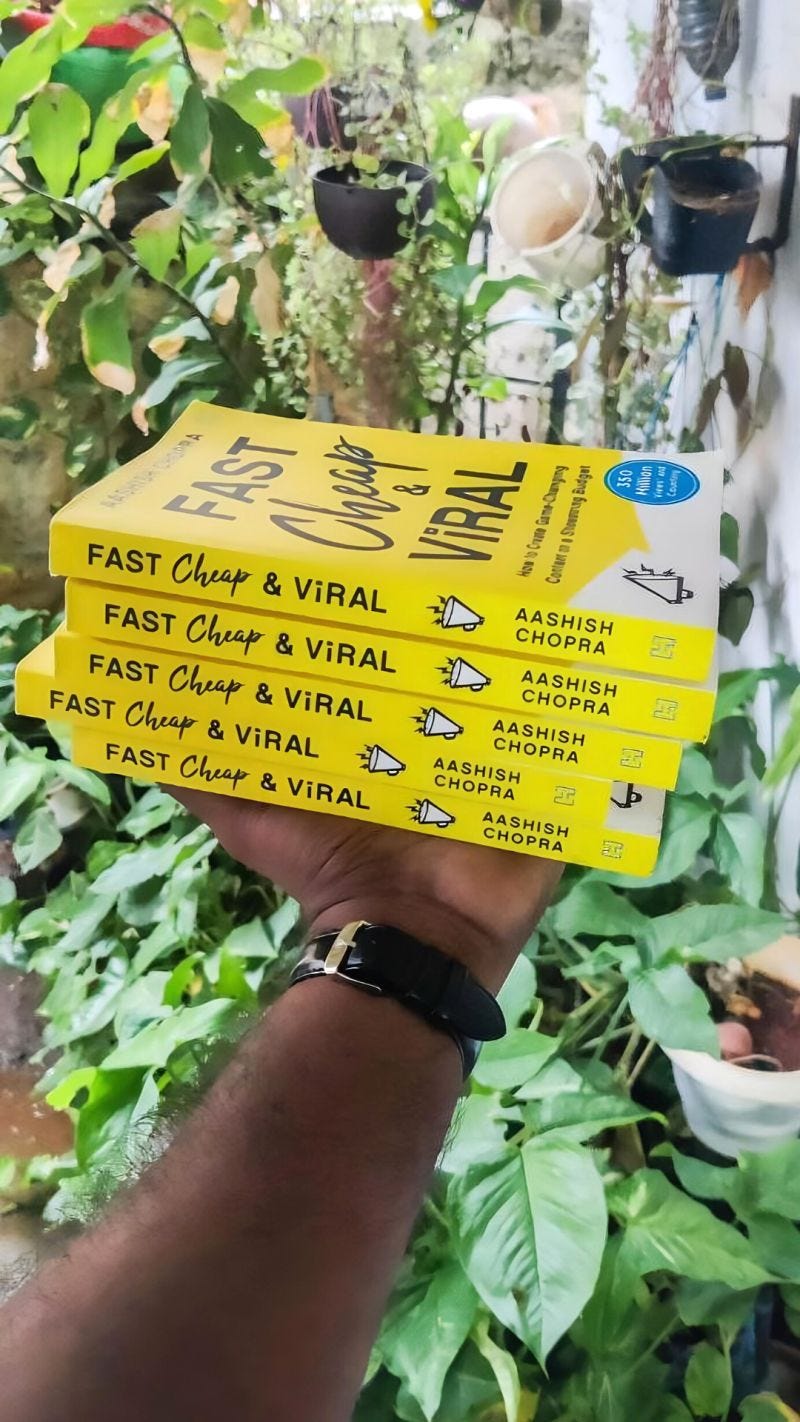 AASHISH CHOPRA
FAST
Cheap
&
ViRAL
How to Create Game-Changing
Content on a Shoestring Budget
350
Million
Views and
Counting
FAST Cheap & ViRAL
AASHISH
CHOPRA
FAST Cheap & ViRAL
AASHISH
CHOPRA
FAST Cheap & ViRAL
AASHISH
CHOPRA
FAST Cheap & ViRAL
AASHISH
CHOPRA
FAST Cheap & ViRAL
AASHISH
CHOPRA